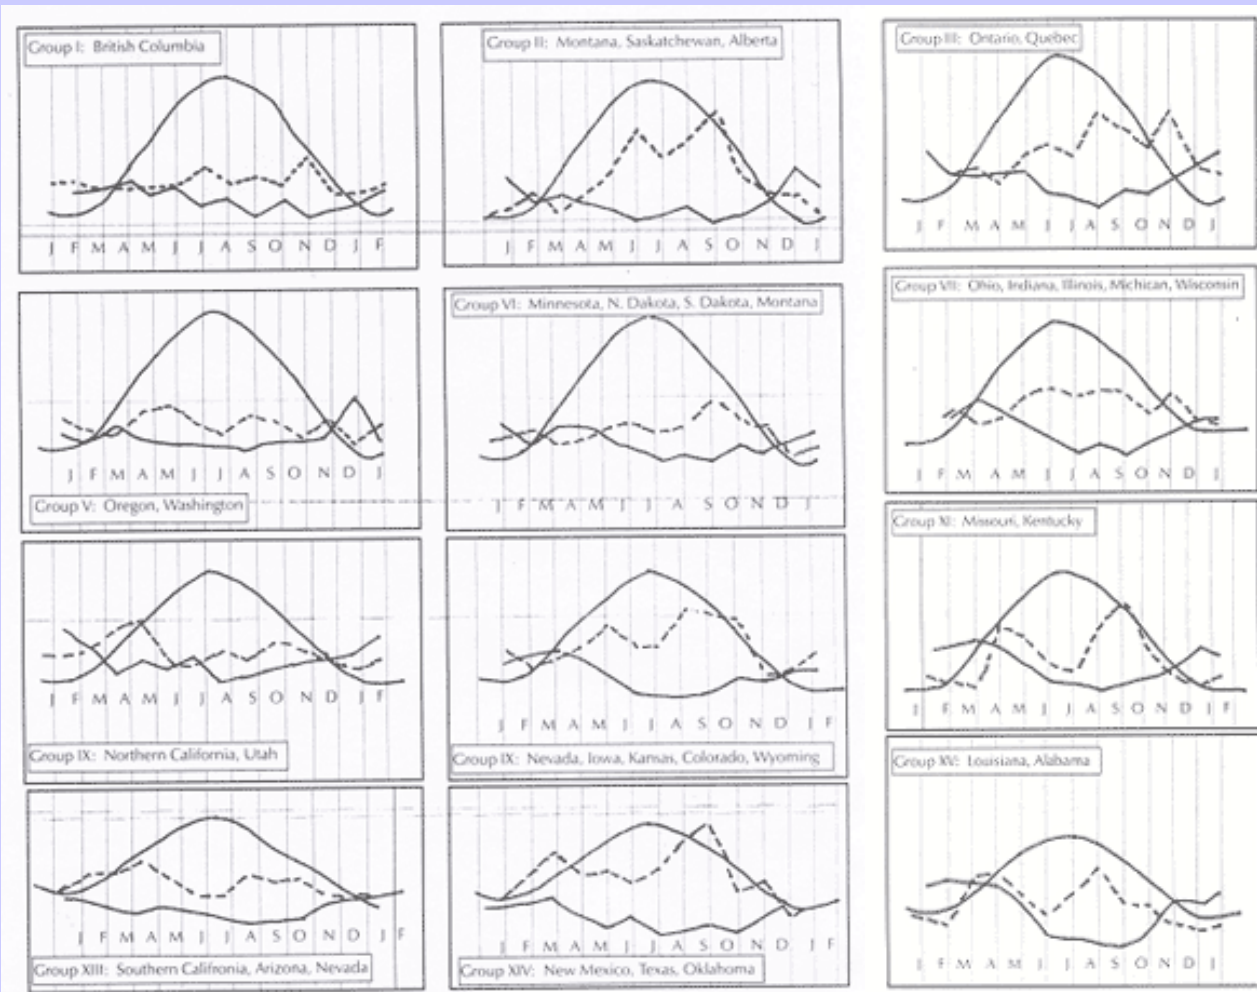 Group I: British Columbia
J F M A M J J A S O N D J F
Group II: Montana, Saskatchewan, Alberta
J F M A M J J A S O N D J
Group III: Ontario, Quebec
J F M A M J J A S O N D J
J F M A M J J A S O N D J
Group V: Oregon, Washington
Group VI: Minnesota, N. Dakota, S. Dakota, Montana
J F M A M J J A S O N D J
Group VII: Ohio, Indiana, Illinois, Michican, Wisconsin
J F M A M J J A S O N D J
J F M A M J J A S O N D J F
Group IX: Northern California, Utah
J F M A M J J A S O N D J F
Group IX: Nevada, Iowa, Kansas, Colorado, Wyoming
Group XI: Missouri, Kentucky
J F M A M J J A S O N D J F
J F M A M J J A S O N D J F
Group XIII: Southern Califronia, Arizona, Nevada
J F M A M J J A S O N D J F
Group XIV: New Mexico, Texas, Oklahoma
Group XV: Louisiana, Alabama
J F M A M J J A S O N D J